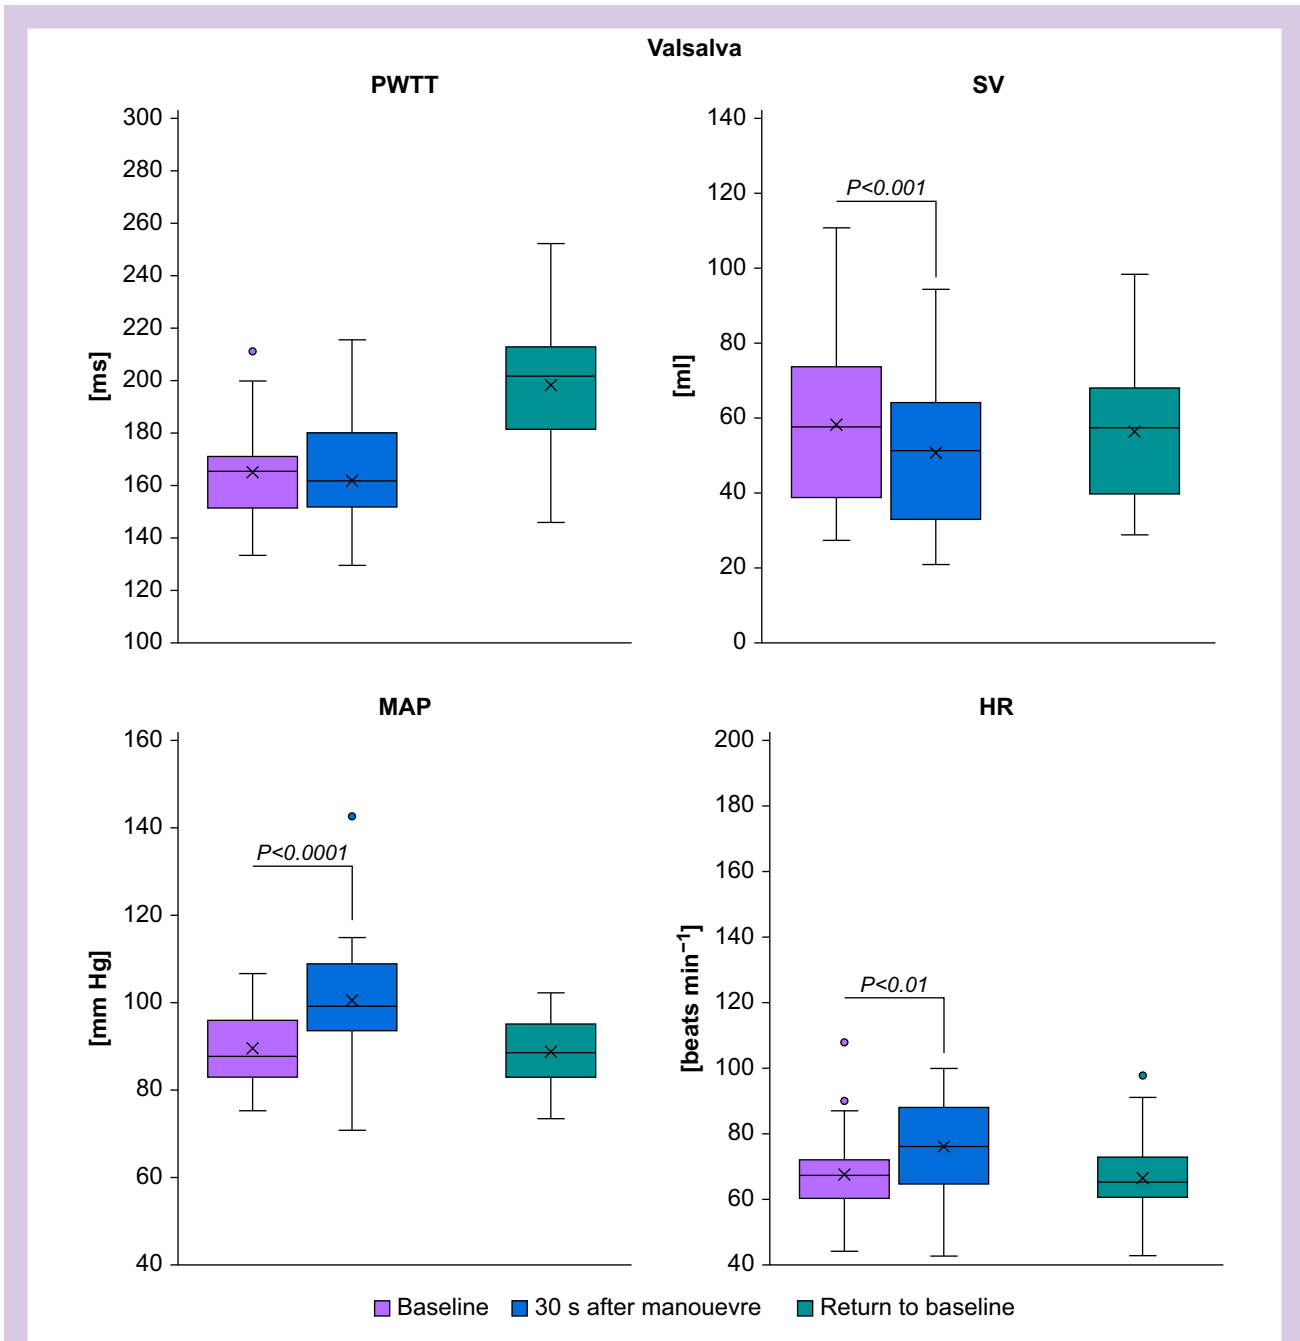 Valsalva
PWTT
300
280
260
240
220
200
180
160
140
120
100
[ms]
SV
140
120
100
80
60
40
20
0
[ml]
P<0.001
MAP
160
140
120
100
80
60
40
[mm Hg]
P<0.0001
HR
200
180
160
140
120
100
80
60
40
[beats min⁻¹]
P<0.01
Baseline 30 s after manouevre Return to baseline